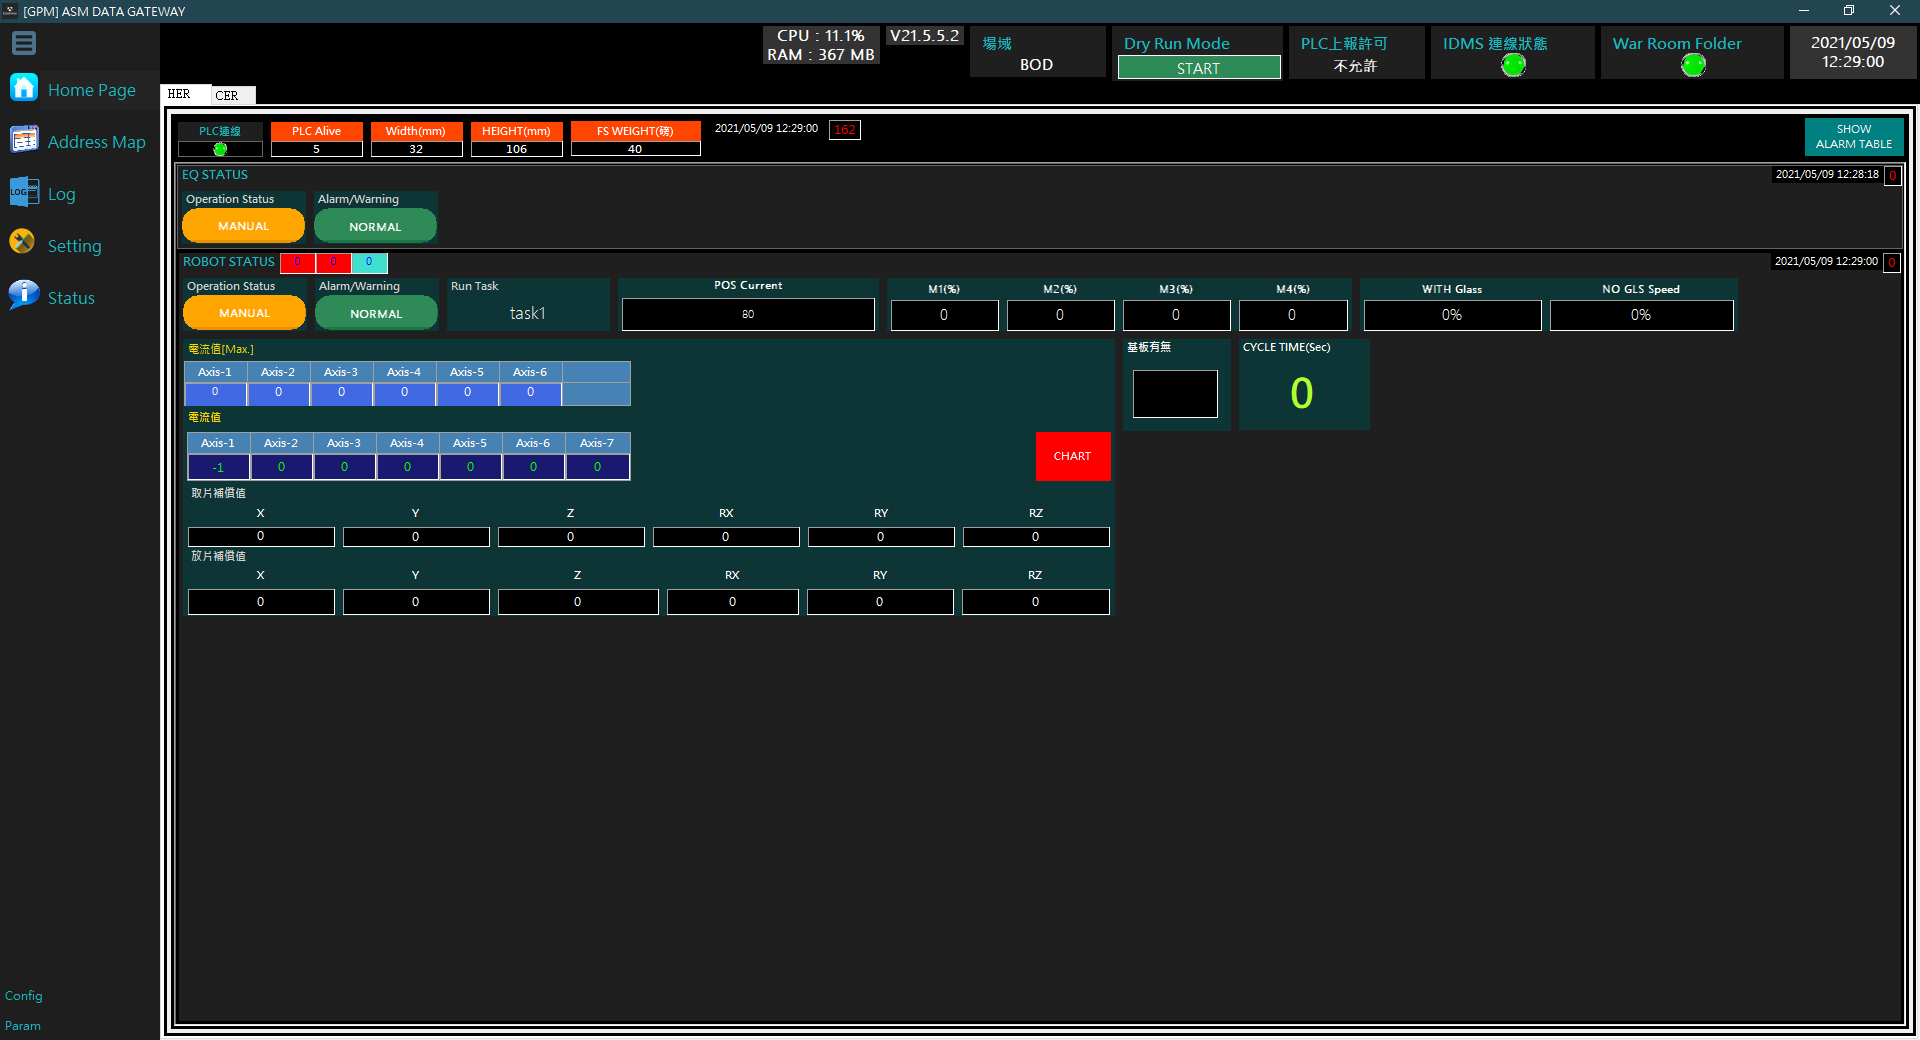 [GPM] ASM DATA GATEWAY
CPU : 11.1%
RAM : 367 MB
V21.5.5.2
場域
BOD
Dry Run Mode
START
PLC上報許可
不允許
IDMS 連線狀態
War Room Folder
2021/05/09
12:29:00
Home Page
Address Map
LOG
Log
Setting
Status
Config
Param
HER
CER
PLC連線
PLC Alive
5
Width(mm)
32
HEIGHT(mm)
106
FS WEIGHT(磅)
40
2021/05/09 12:29:00
162
SHOW
ALARM TABLE
EQ STATUS
2021/05/09 12:28:18
0
Operation Status
MANUAL
Alarm/Warning
NORMAL
ROBOT STATUS
0 0 0
2021/05/09 12:29:00
0
Operation Status
MANUAL
Alarm/Warning
NORMAL
Run Task
task1
POS Current
80
M1(%) M2(%) M3(%) M4(%)
0 0 0 0
WITH Glass NO GLS Speed
0% 0%
電流值[Max.]
Axis-1 Axis-2 Axis-3 Axis-4 Axis-5 Axis-6
0 0 0 0 0 0
電流值
Axis-1 Axis-2 Axis-3 Axis-4 Axis-5 Axis-6 Axis-7
-1 0 0 0 0 0 0
CHART
取片補償值
X Y Z RX RY RZ
0 0 0 0 0 0
放片補償值
X Y Z RX RY RZ
0 0 0 0 0 0
基板有無
CYCLE TIME(Sec)
0